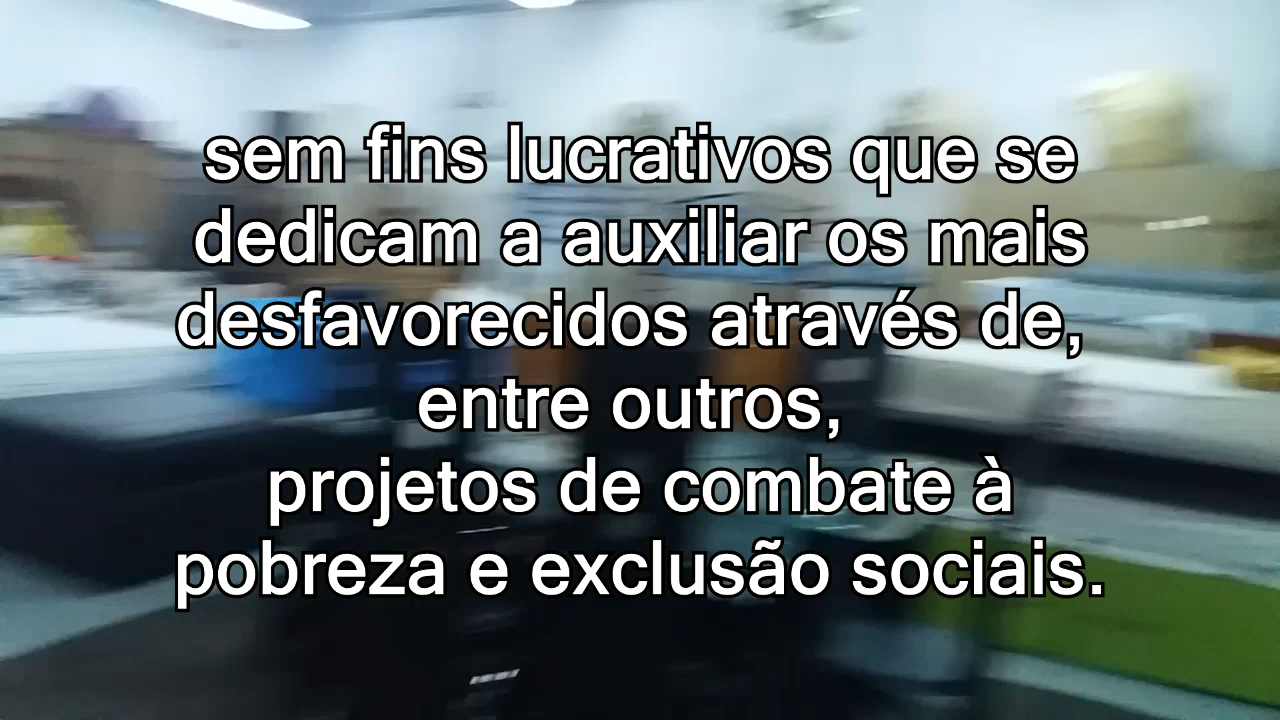 sem fins lucrativos que se
dedicam a auxiliar os mais
desfavorecidos através de,
entre outros,
projetos de combate à
pobreza e exclusão sociais.